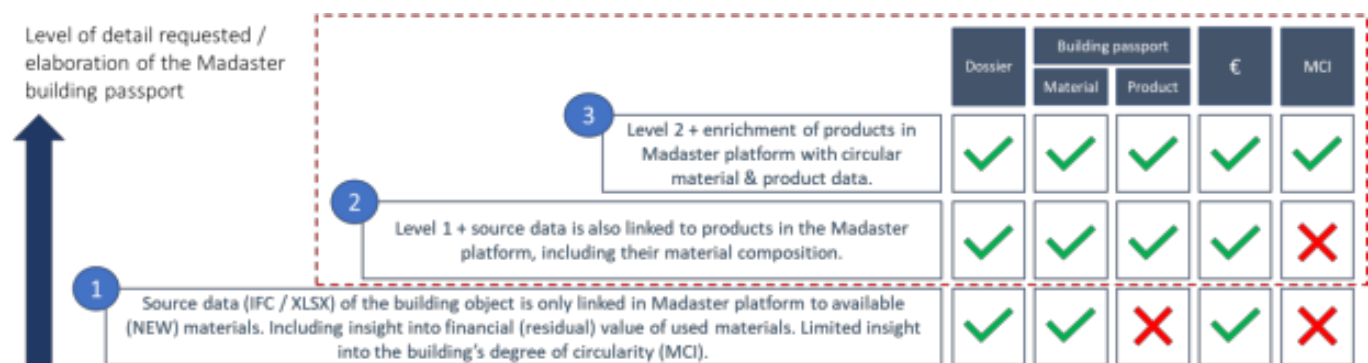 Level of detail requested /
elaboration of the Madaster
building passport
Dossier
Building passport
Material
Product
€
MCI
3
Level 2 + enrichment of products in
Madaster platform with circular
material & product data.
2
Level 1 + source data is also linked to products in the Madaster
platform, including their material composition.
1
Source data (IFC / XLSX) of the building object is only linked in Madaster platform to available
(NEW) materials. Including insight into financial (residual) value of used materials. Limited insight
into the building's degree of circularity (MCI).